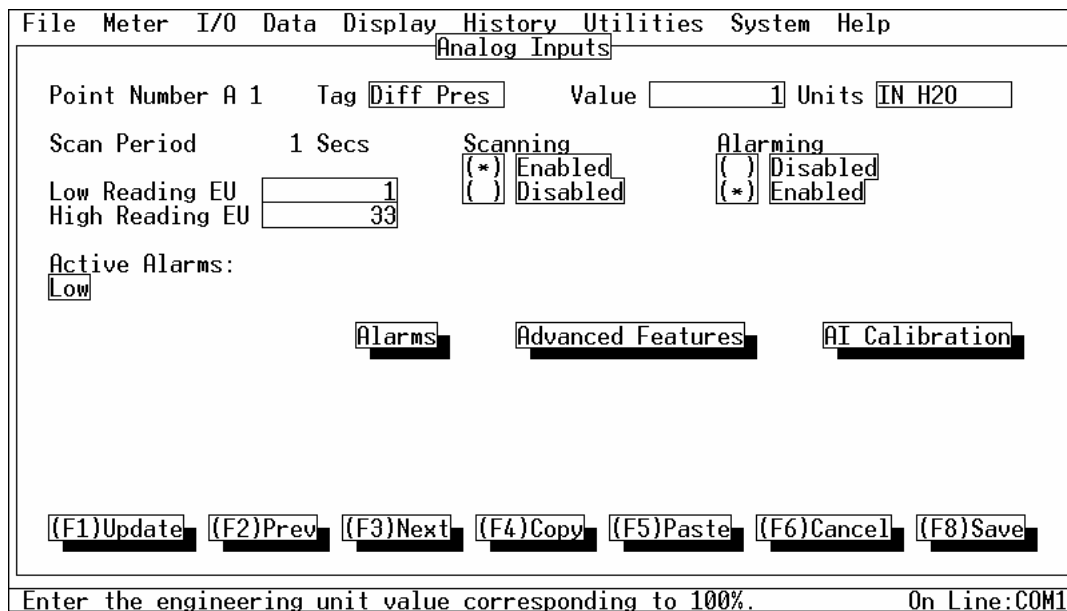 File Meter I/O Data Display History Utilities System Help
Analog Inputs
Point Number A 1 Tag Diff Pres Value 1 Units IN H2O
Scan Period 1 Secs Scanning Alarming
(*) Enabled ( ) Disabled
Low Reading EU 1 ( ) Disabled (*) Enabled
High Reading EU 33
Active Alarms:
Low
Alarms Advanced Features AI Calibration
(F1)Update (F2)Prev (F3)Next (F4)Copy (F5)Paste (F6)Cancel (F8)Save
Enter the engineering unit value corresponding to 100%. On Line:COM1